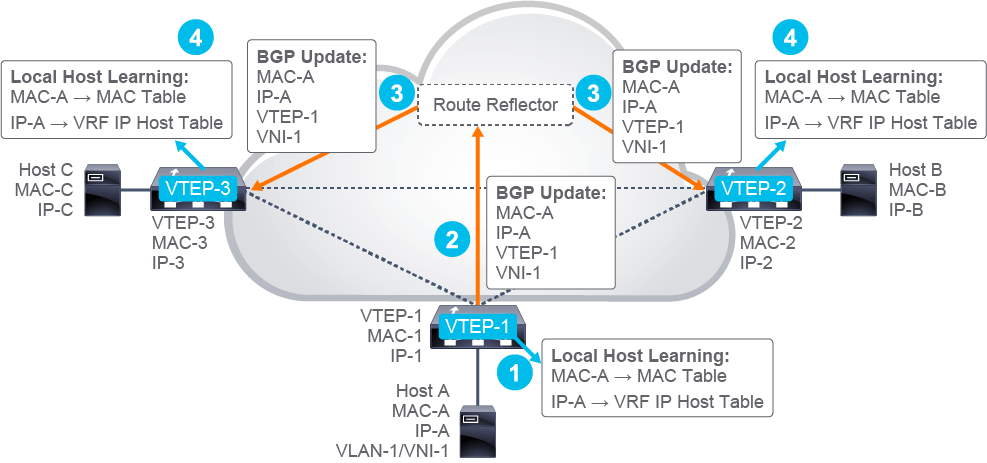 4
Local Host Learning:
MAC-A → MAC Table
IP-A → VRF IP Host Table
BGP Update:
MAC-A
IP-A
VTEP-1
VNI-1
3
Route Reflector
3
BGP Update:
MAC-A
IP-A
VTEP-1
VNI-1
4
Local Host Learning:
MAC-A → MAC Table
IP-A → VRF IP Host Table
Host C
MAC-C
IP-C
VTEP-3
VTEP-3
MAC-3
IP-3
2
BGP Update:
MAC-A
IP-A
VTEP-1
VNI-1
VTEP-2
VTEP-2
MAC-2
IP-2
Host B
MAC-B
IP-B
VTEP-1
MAC-1
IP-1
VTEP-1
1
Local Host Learning:
MAC-A → MAC Table
IP-A → VRF IP Host Table
Host A
MAC-A
IP-A
VLAN-1/VNI-1